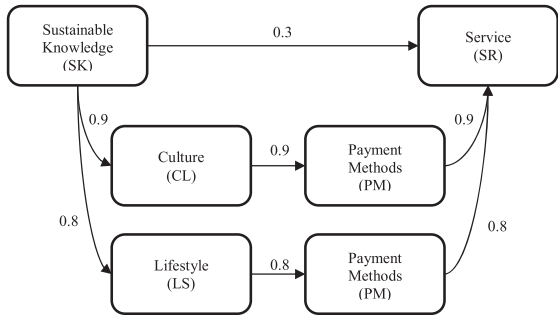 Sustainable
Knowledge
(SK)
0.3
Service
(SR)
0.9
Culture
(CL)
0.9
Payment
Methods
(PM)
0.9
0.8
Lifestyle
(LS)
0.8
Payment
Methods
(PM)
0.8